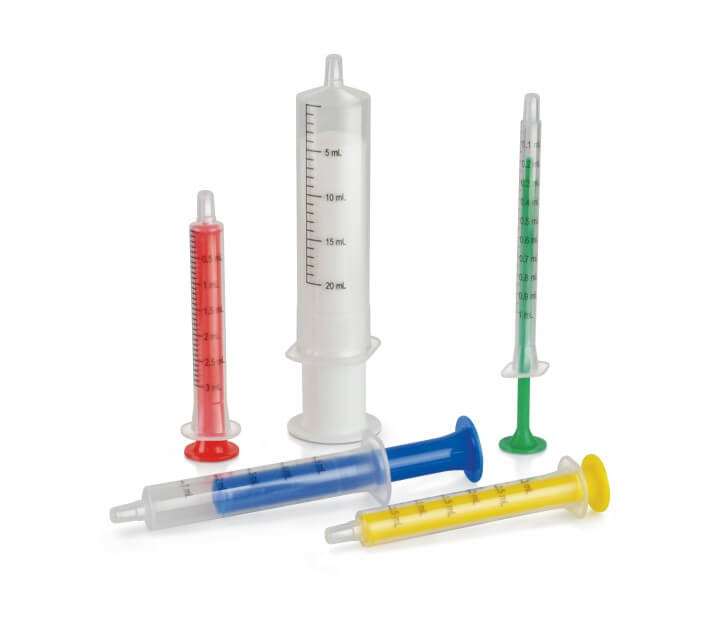 5 mL
10 mL
15 mL
20 mL
0,5 mL
1 mL
1,5 mL
2 mL
2,5 mL
3 mL
0.1 mL
0.2 mL
0.3 mL
0.4 mL
0.5 mL
0.6 mL
0.7 mL
0.8 mL
0.9 mL
1 mL